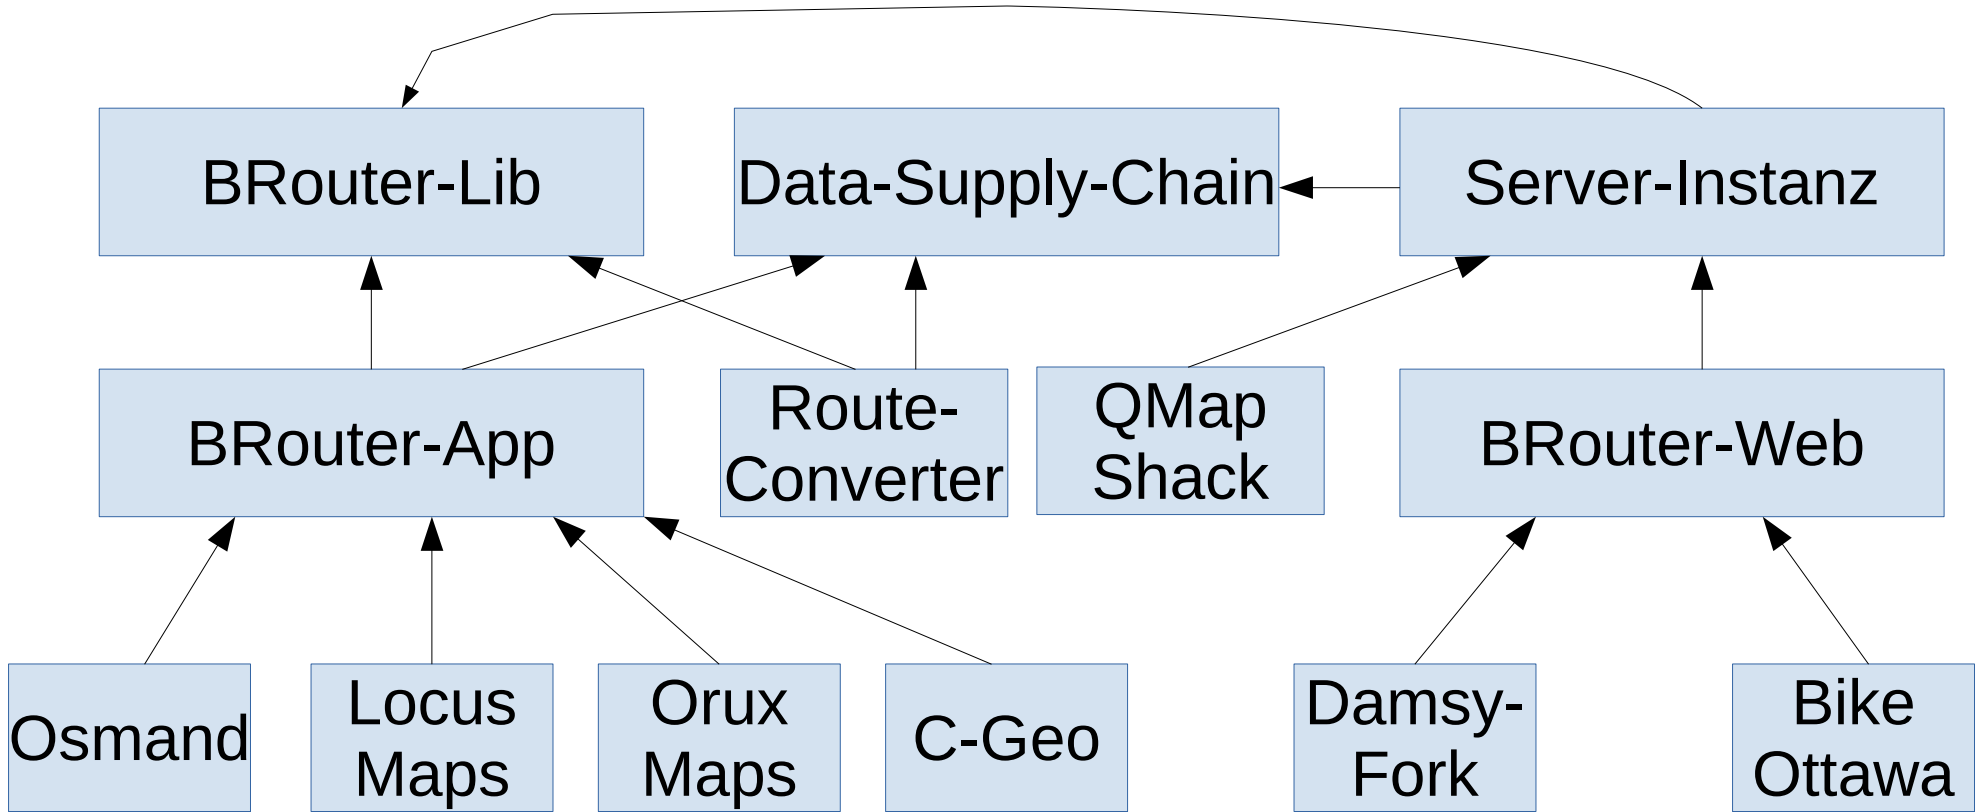 BRouter-Lib
Data-Supply-Chain
Server-Instanz
BRouter-App
Route-
Converter
QMap
Shack
BRouter-Web
Osmand
Locus
Maps
Orux
Maps
C-Geo
Damsy-
Fork
Bike
Ottawa